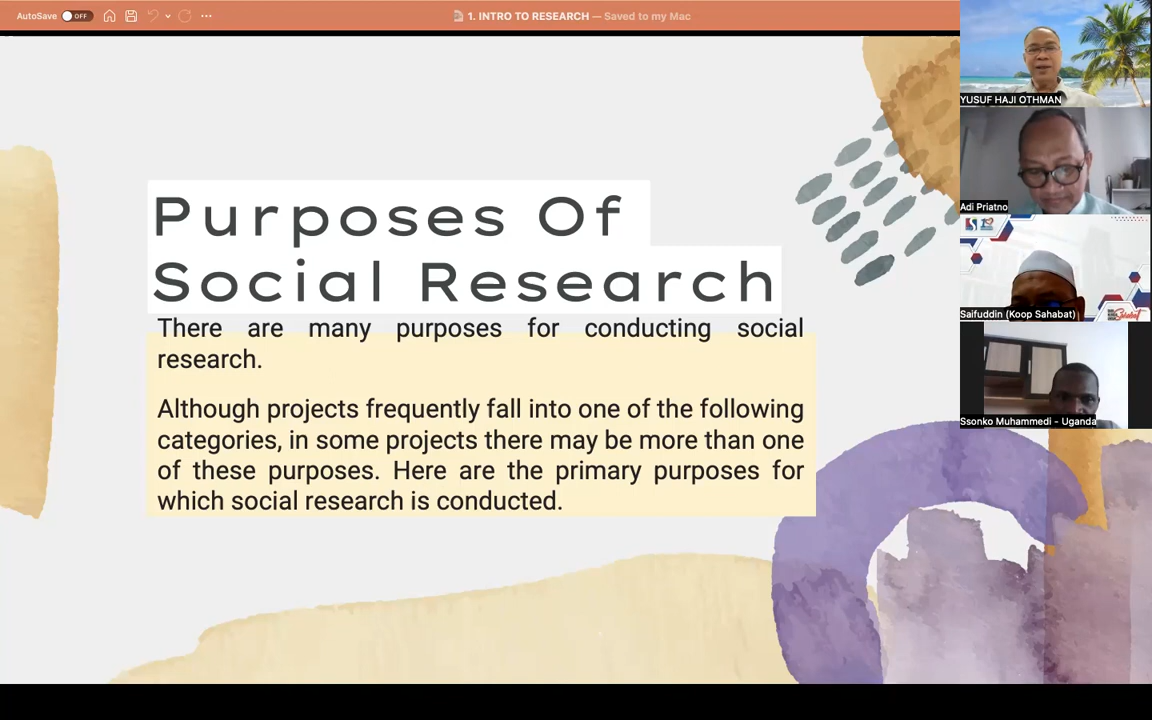 AutoSave OFF
1. INTRO TO RESEARCH — Saved to my Mac
Purposes Of
Social Research
There are many purposes for conducting social
research.
Although projects frequently fall into one of the following
categories, in some projects there may be more than one
of these purposes. Here are the primary purposes for
which social research is conducted.
YUSUF HAJI OTHMAN
Adi Priatno
Saifuddin (Koop Sahabat)
Ssonko Muhammedi - Uganda